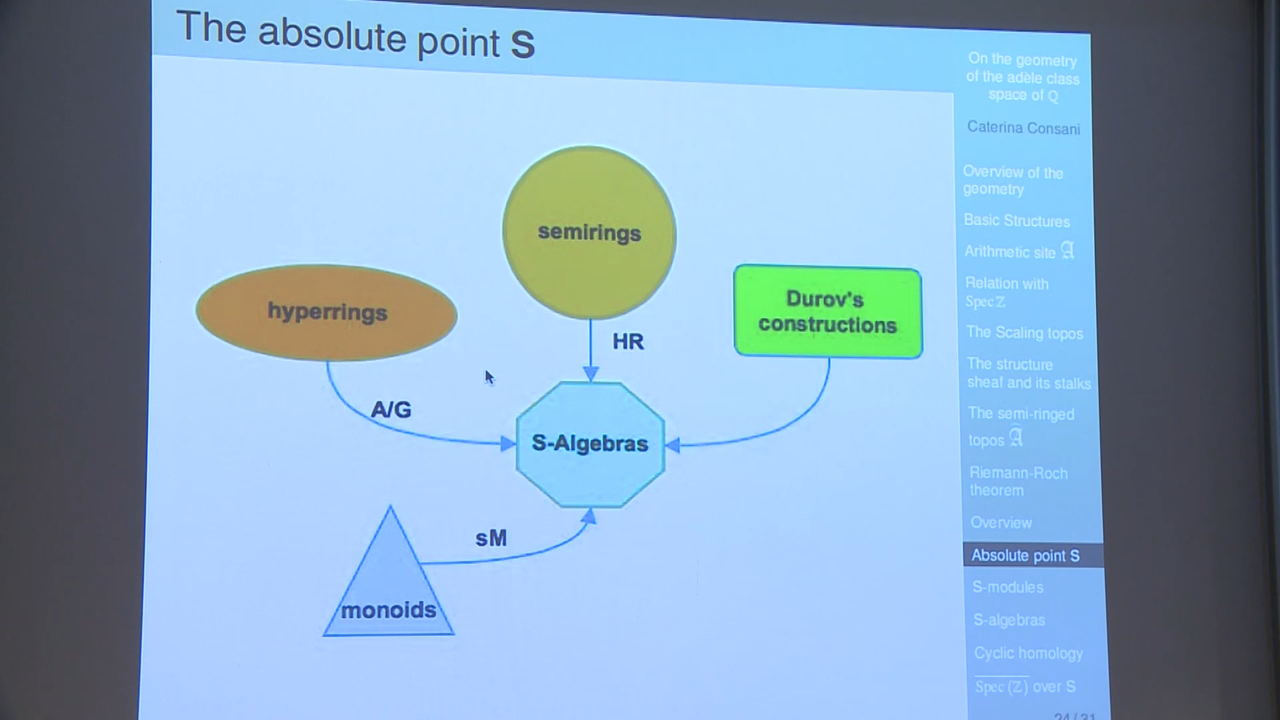 The absolute point S
semirings
hyperrings
Durov's
constructions
HR
A/G
S-Algebras
sM
monoids
On the geometry
of the adèle class
space of ℚ
Caterina Consani
Overview of the
geometry
Basic Structures
Arithmetic site 𝔄
Relation with
Spec ℤ
The Scaling topos
The structure
sheaf and its stalks
The semi-ringed
topos 𝔄̂
Riemann-Roch
theorem
Overview
Absolute point S
S-modules
S-algebras
Cyclic homology
Spec (ℤ) over S
24 / 31